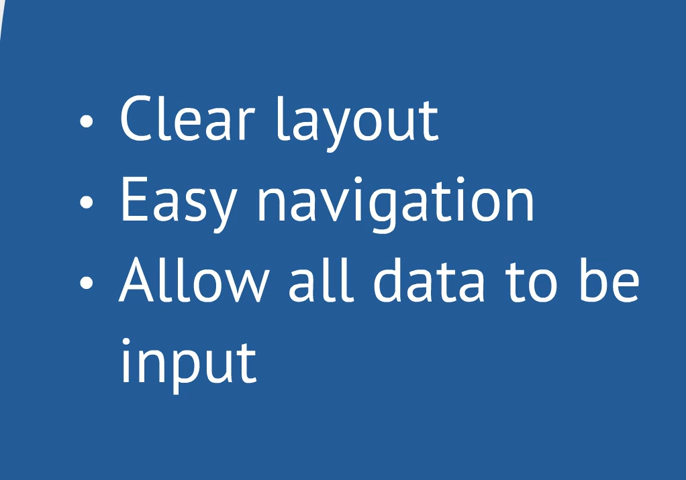 • Clear layout
• Easy navigation
• Allow all data to be
input